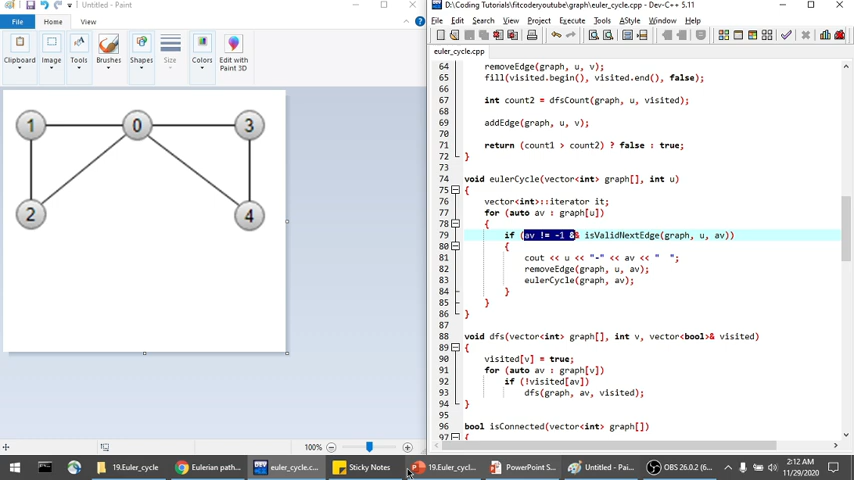 Untitled - Paint
File Home View
Clipboard Image Tools Brushes Shapes Size Colors Edit with Paint 3D
1 0 3
2 4
100%
D:\Coding Tutorials\fitcoderyoutube\graph\euler_cycle.cpp - Dev-C++ 5.11
File Edit Search View Project Execute Tools AStyle Window Help
euler_cycle.cpp
64 removeEdge(graph, u, v);
65 fill(visited.begin(), visited.end(), false);
66
67 int count2 = dfsCount(graph, u, visited);
68
69 addEdge(graph, u, v);
70
71 return (count1 > count2) ? false : true;
72 }
73
74 void eulerCycle(vector<int> graph[], int u)
75 {
76 vector<int>::iterator it;
77 for (auto av : graph[u])
78 {
79 if (av != -1 && isValidNextEdge(graph, u, av))
80 {
81 cout << u << "-" << av << "  ";
82 removeEdge(graph, u, av);
83 eulerCycle(graph, av);
84 }
85 }
86 }
87
88 void dfs(vector<int> graph[], int v, vector<bool>& visited)
89 {
90 visited[v] = true;
91 for (auto av : graph[v])
92 if (!visited[av])
93 dfs(graph, av, visited);
94 }
95
96 bool isConnected(vector<int> graph[])
97 {
19.Euler_cycle Eulerian path... euler_cycle.c... Sticky Notes 19.Euler_cycl... PowerPoint S... Untitled - Pai... OBS 26.0.2 (6... 2:12 AM
11/29/2020